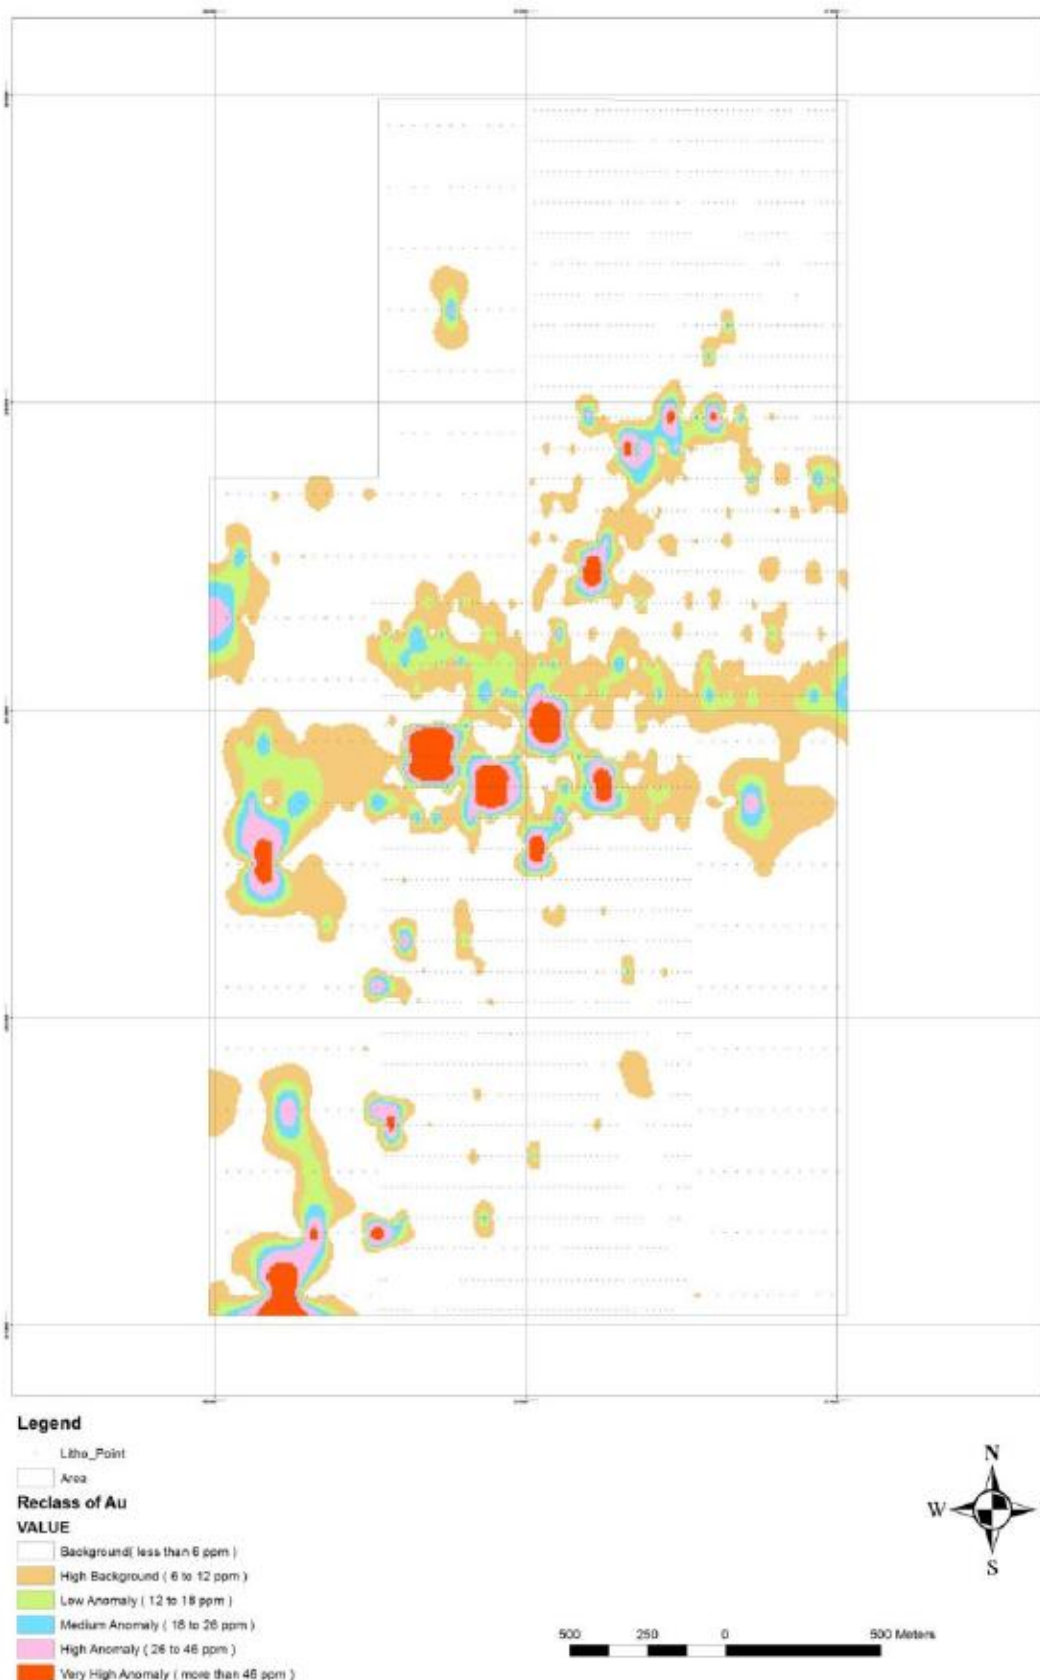 Legend
Litho_Point
Area
Reclass of Au
VALUE
Background( less than 6 ppm )
High Background ( 6 to 12 ppm )
Low Anomaly ( 12 to 18 ppm )
Medium Anomaly ( 18 to 26 ppm )
High Anomaly ( 26 to 46 ppm )
Very High Anomaly ( more than 46 ppm )
N
W
S
500 250 0 500 Meters